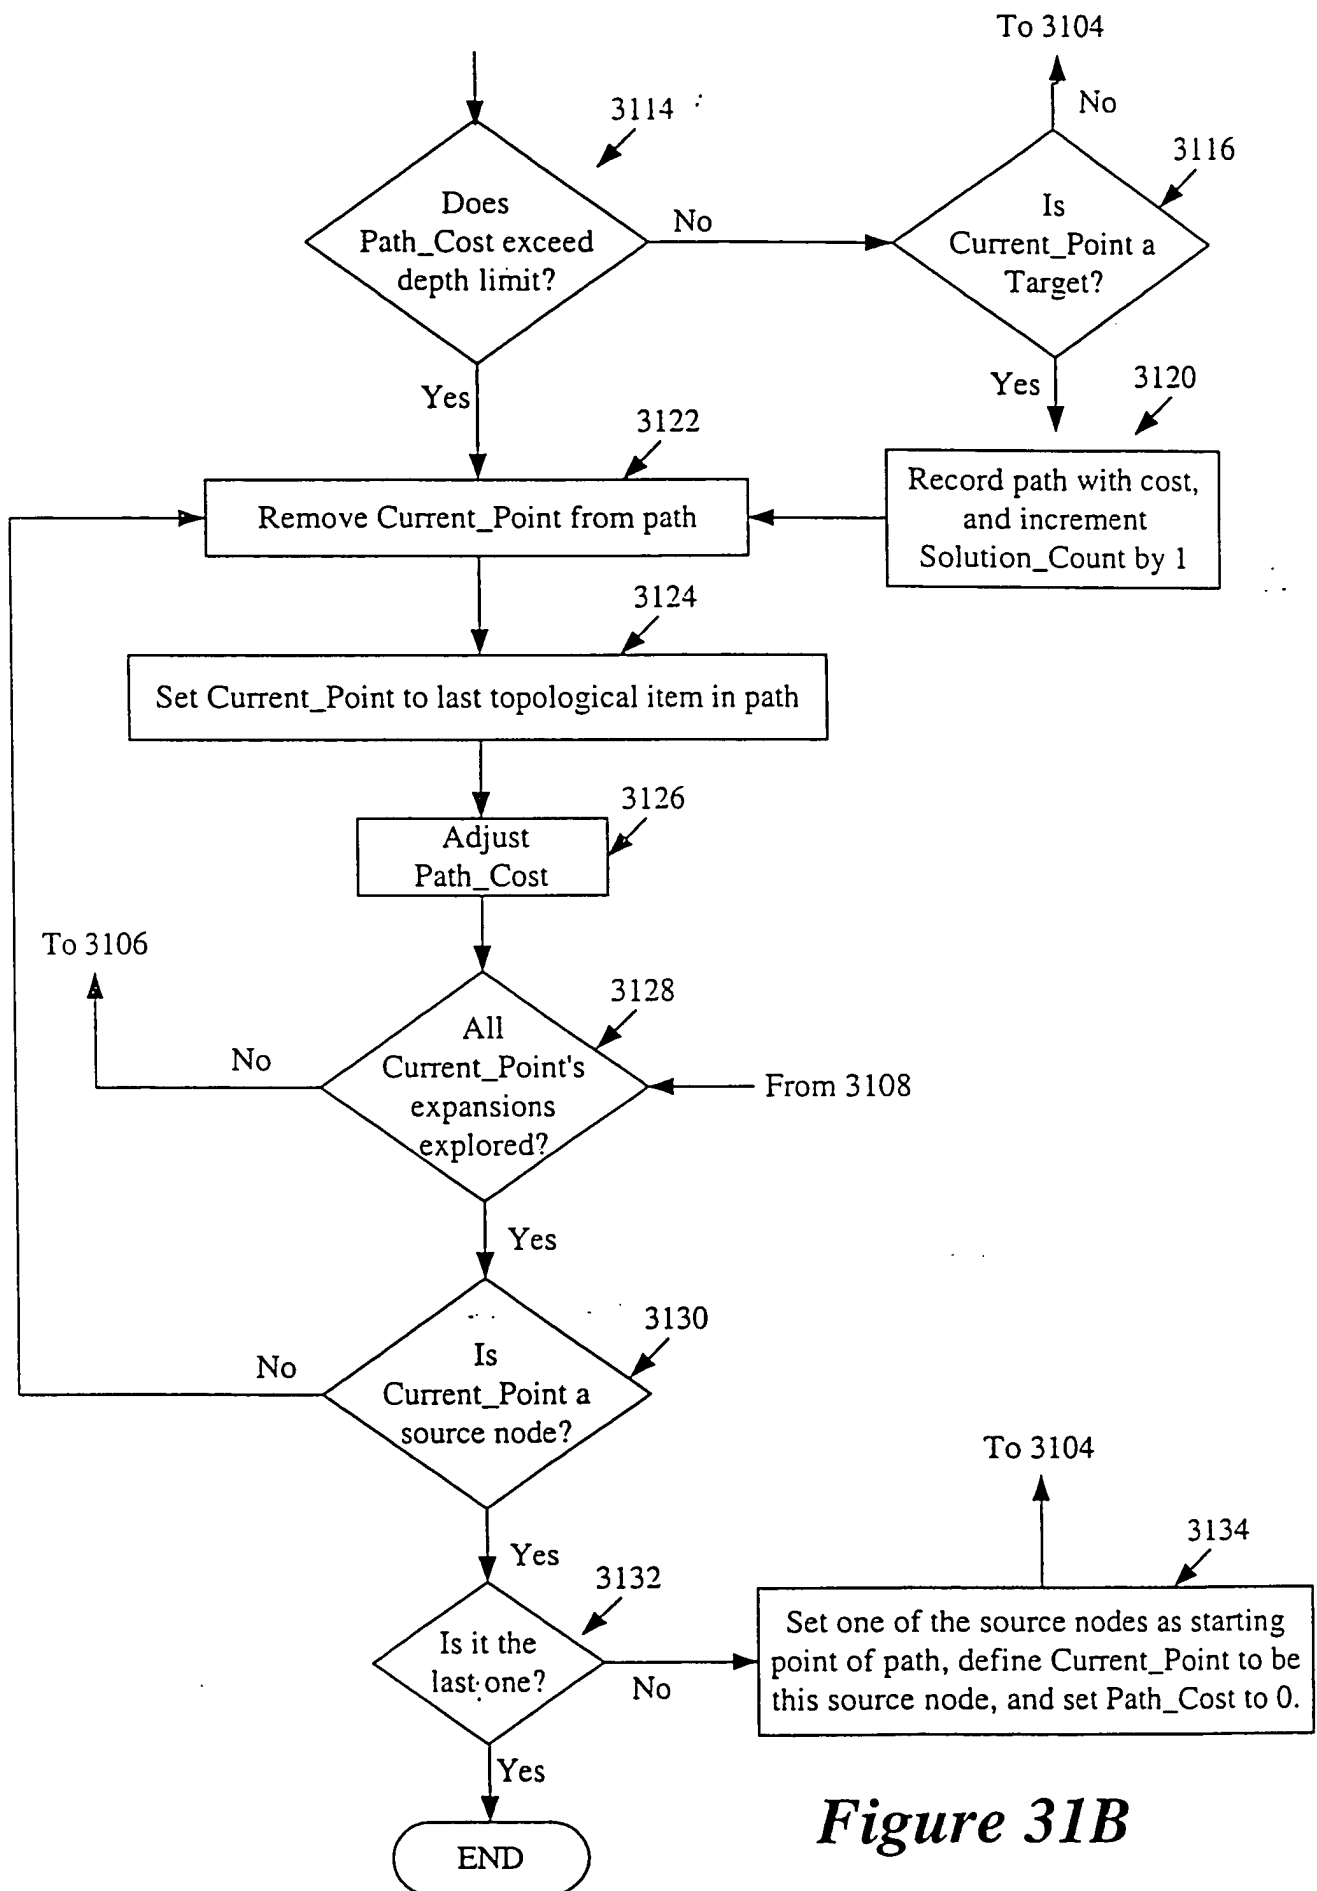 To 3104
No
3114
3116
Does
Path_Cost exceed
depth limit?
No
Is
Current_Point a
Target?
Yes
Yes
3120
3122
Remove Current_Point from path
Record path with cost,
and increment
Solution_Count by 1
3124
Set Current_Point to last topological item in path
3126
Adjust
Path_Cost
To 3106
3128
All
Current_Point's
expansions
explored?
No
From 3108
Yes
3130
Is
Current_Point a
source node?
No
To 3104
3134
Yes
3132
Is it the
last one?
No
Set one of the source nodes as starting
point of path, define Current_Point to be
this source node, and set Path_Cost to 0.
Yes
END
Figure 31B